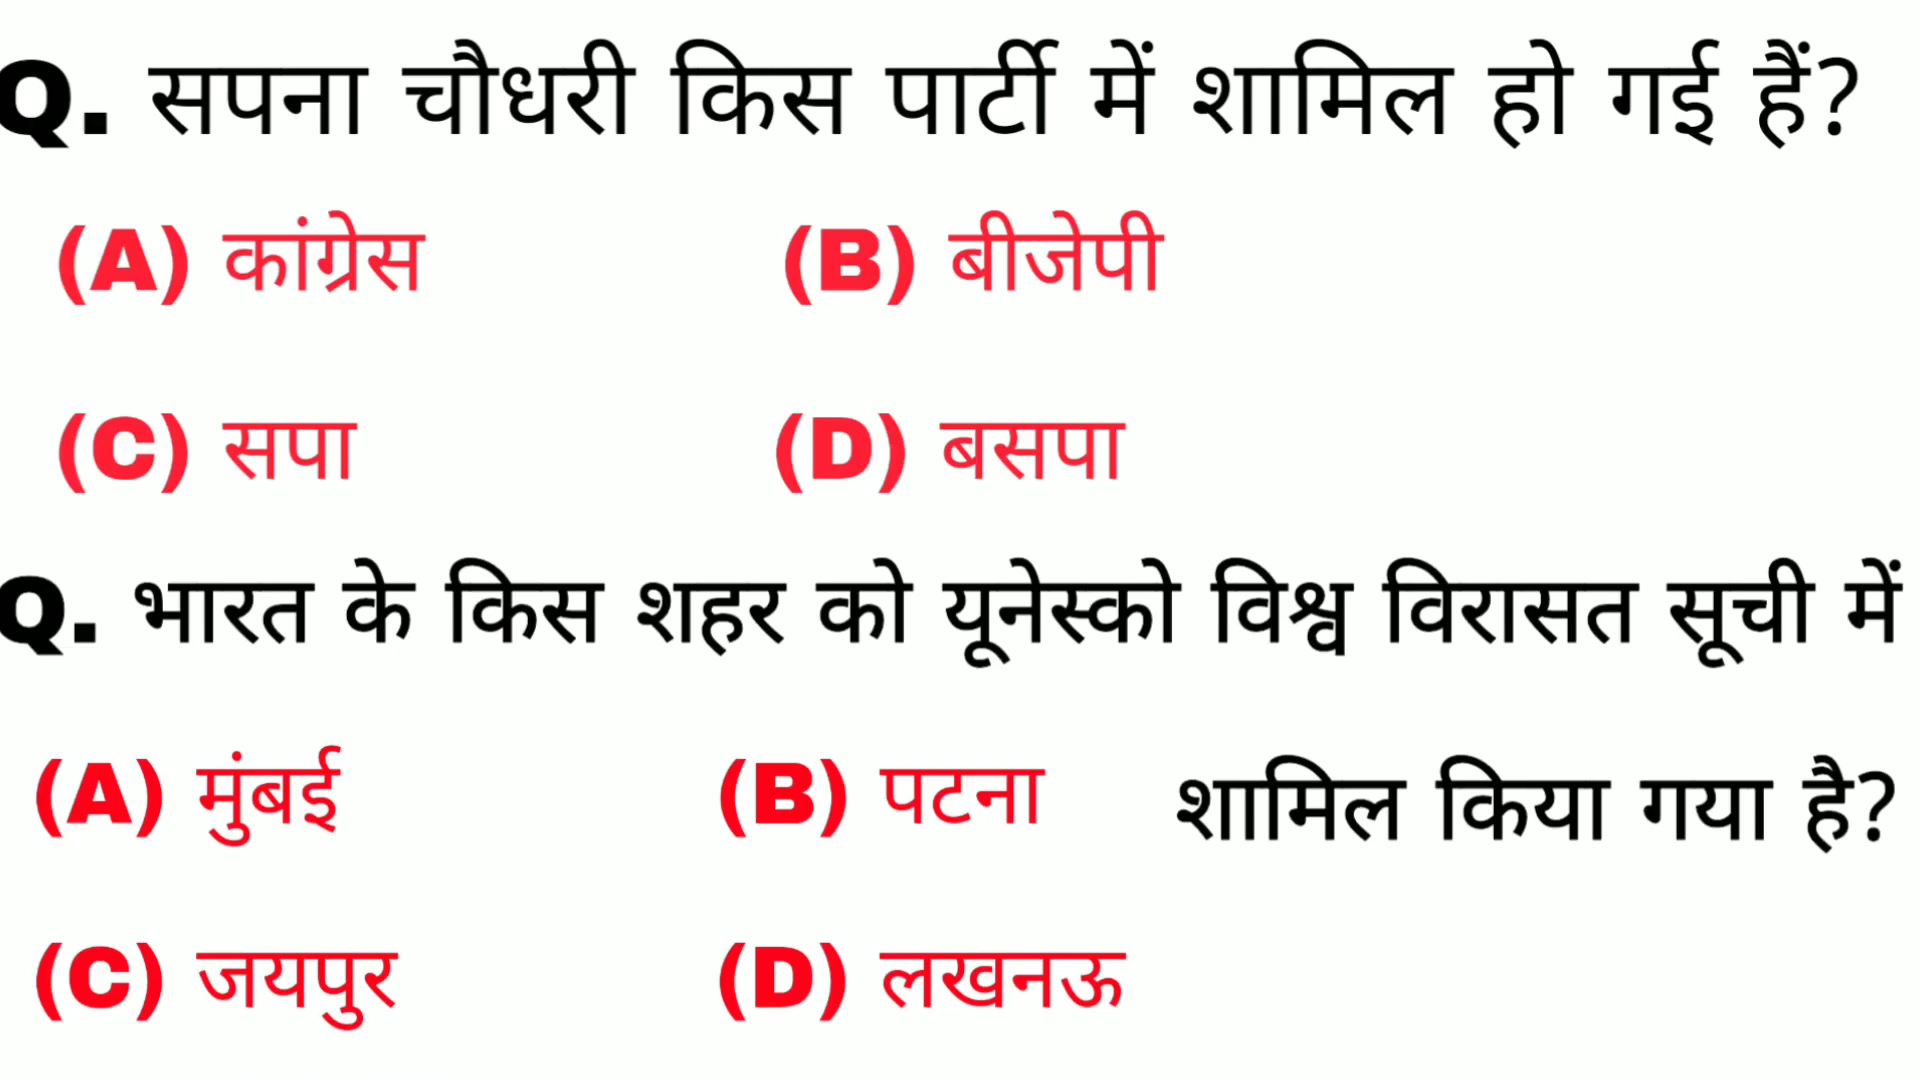 Q. सपना चौधरी किस पार्टी में शामिल हो गई हैं?
(A) कांग्रेस (B) बीजेपी
(C) सपा (D) बसपा
Q. भारत के किस शहर को यूनेस्को विश्व विरासत सूची में
(A) मुंबई (B) पटना शामिल किया गया है?
(C) जयपुर (D) लखनऊ